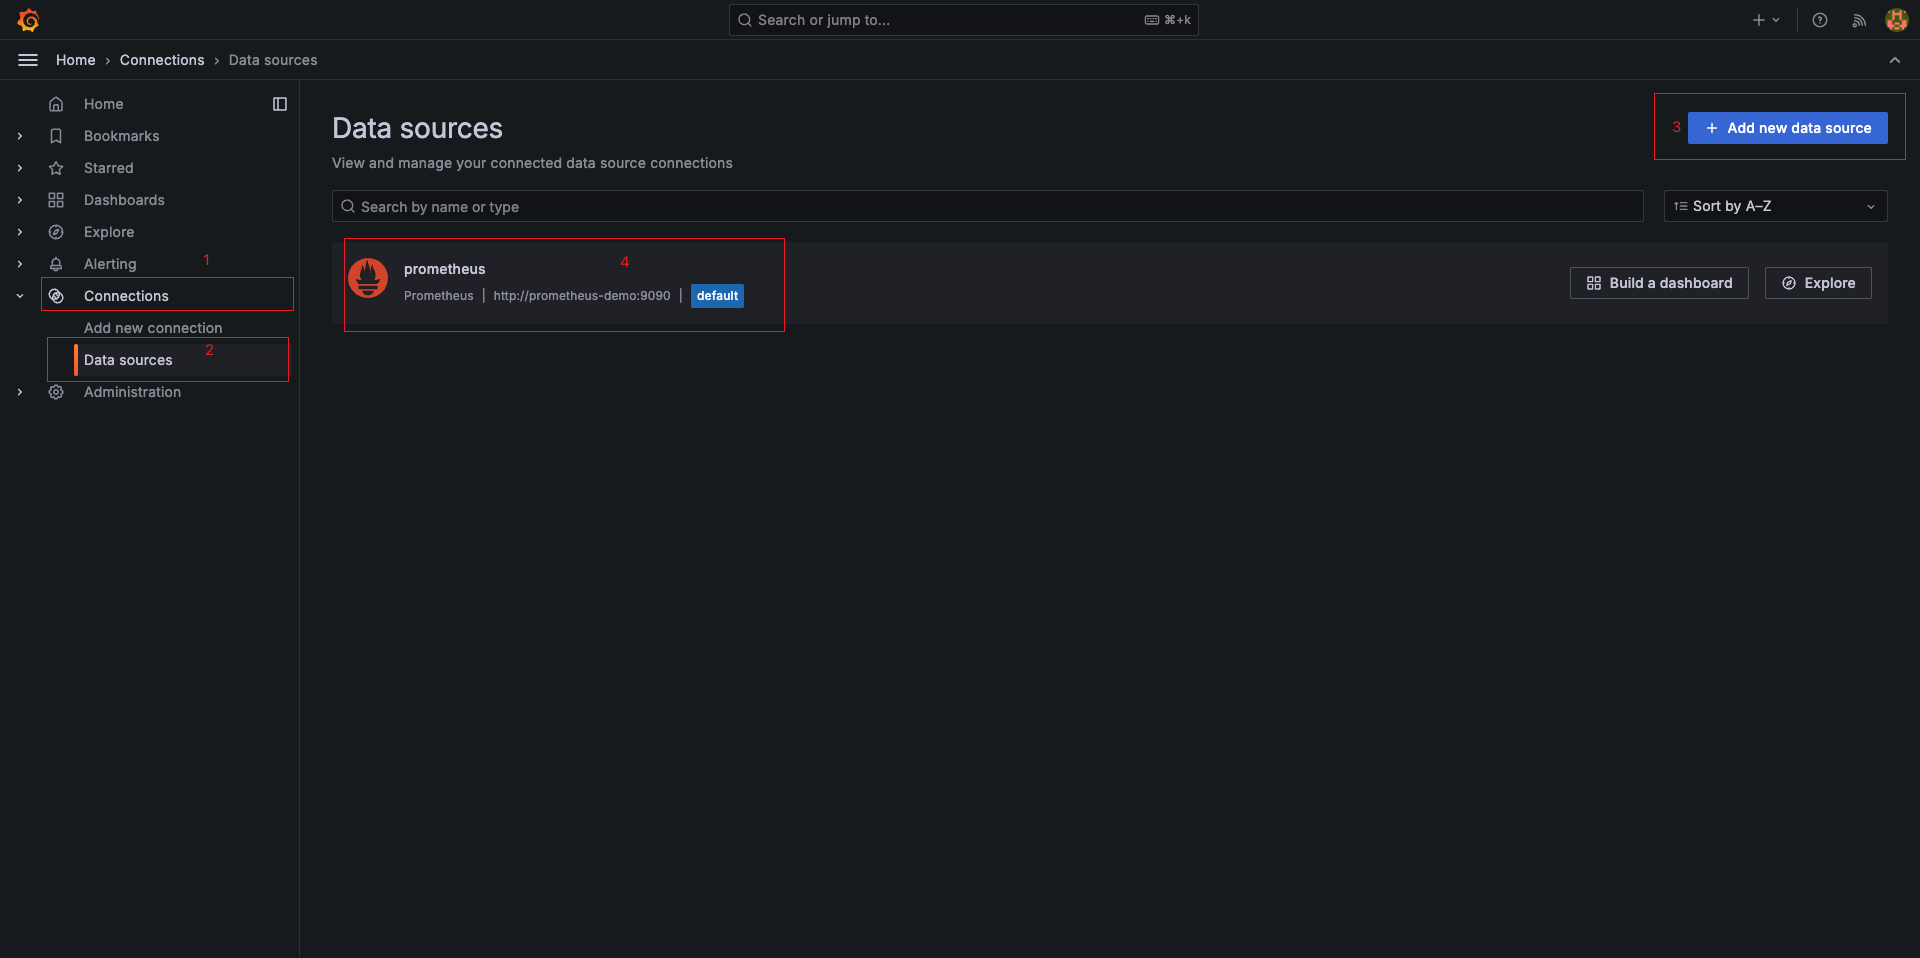 Search or jump to...
⌘+k
Home › Connections › Data sources
Home
Bookmarks
Starred
Dashboards
Explore
Alerting
1
Connections
Add new connection
Data sources
2
Administration
Data sources
View and manage your connected data source connections
3
Add new data source
Search by name or type
Sort by A–Z
prometheus
4
Prometheus | http://prometheus-demo:9090 | default
Build a dashboard
Explore